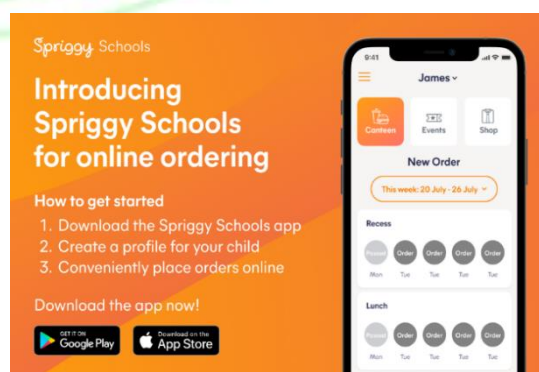 Spriggy Schools
Introducing
Spriggy Schools
for online ordering
How to get started
1. Download the Spriggy Schools app
2. Create a profile for your child
3. Conveniently place orders online
Download the app now!
GET IT ON
Google Play
Download on the
App Store
9:41
James
Canteen
Events
Shop
New Order
This week: 20 July - 26 July
Recess
Order Order Order Order
Mon Tue Tue Tue Tue
Lunch
Order Order Order Order
Mon Tue Tue Tue Tue